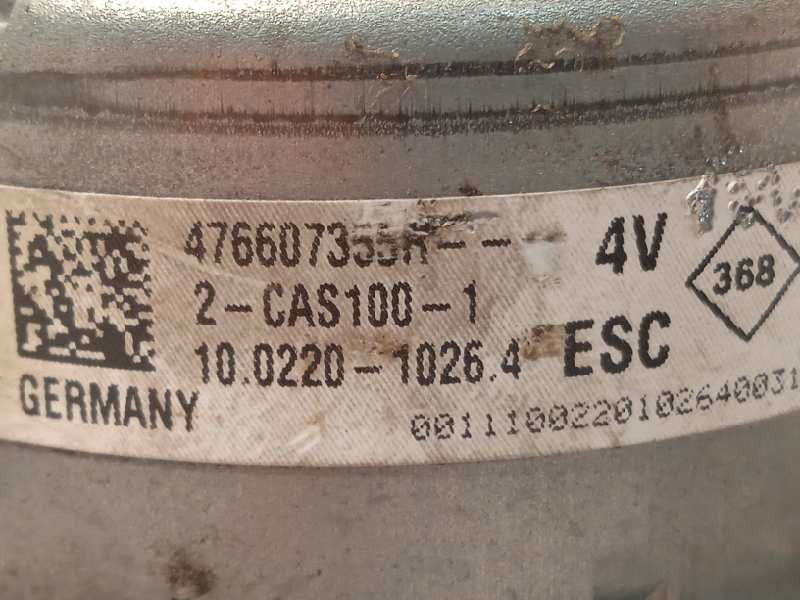 476607355R--- 4V
2-CAS100-1 368
10.0220-1026.4 ESC
GERMANY 0011100220102640031